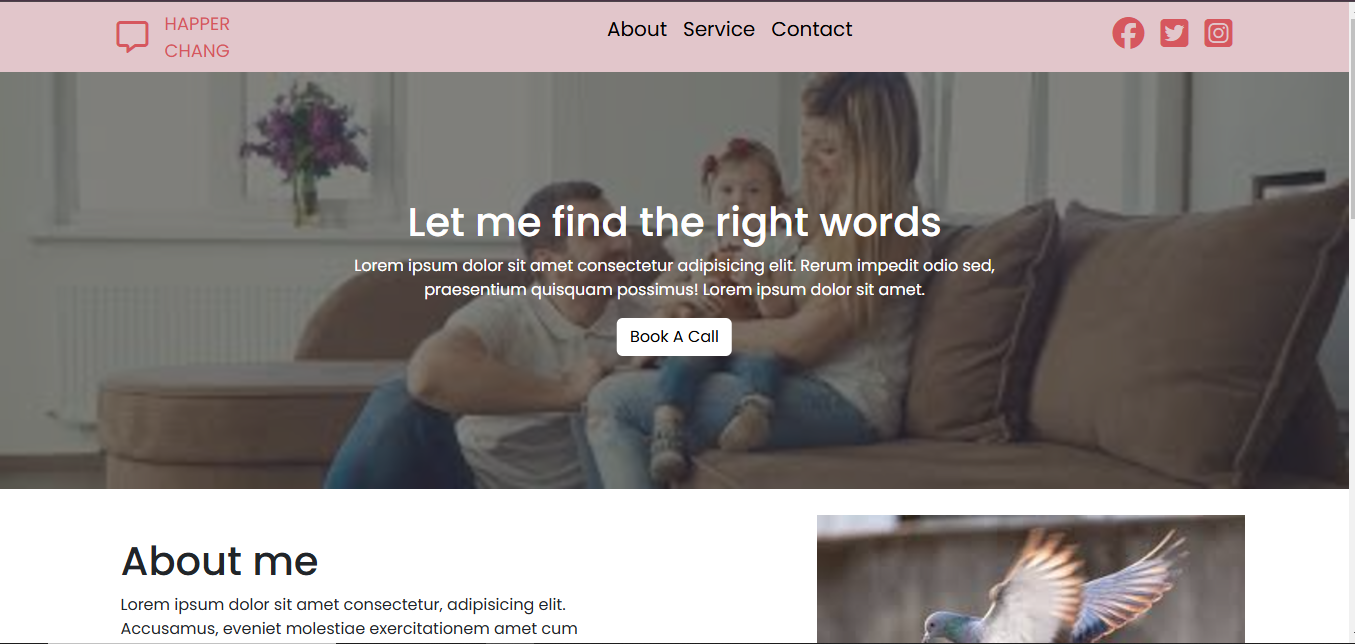 HAPPER
CHANG
About Service Contact
Let me find the right words
Lorem ipsum dolor sit amet consectetur adipisicing elit. Rerum impedit odio sed,
praesentium quisquam possimus! Lorem ipsum dolor sit amet.
Book A Call
About me
Lorem ipsum dolor sit amet consectetur, adipisicing elit.
Accusamus, eveniet molestiae exercitationem amet cum